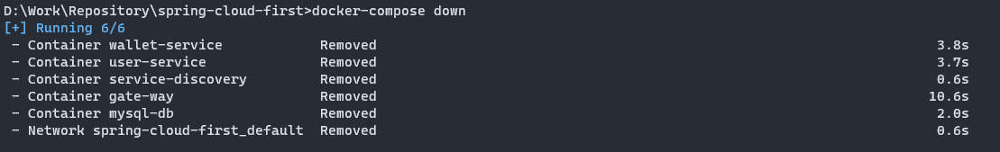 D:\Work\Repository\spring-cloud-first>docker-compose down
[+] Running 6/6
- Container wallet-service Removed 3.8s
- Container user-service Removed 3.7s
- Container service-discovery Removed 0.6s
- Container gate-way Removed 10.6s
- Container mysql-db Removed 2.0s
- Network spring-cloud-first_default Removed 0.6s